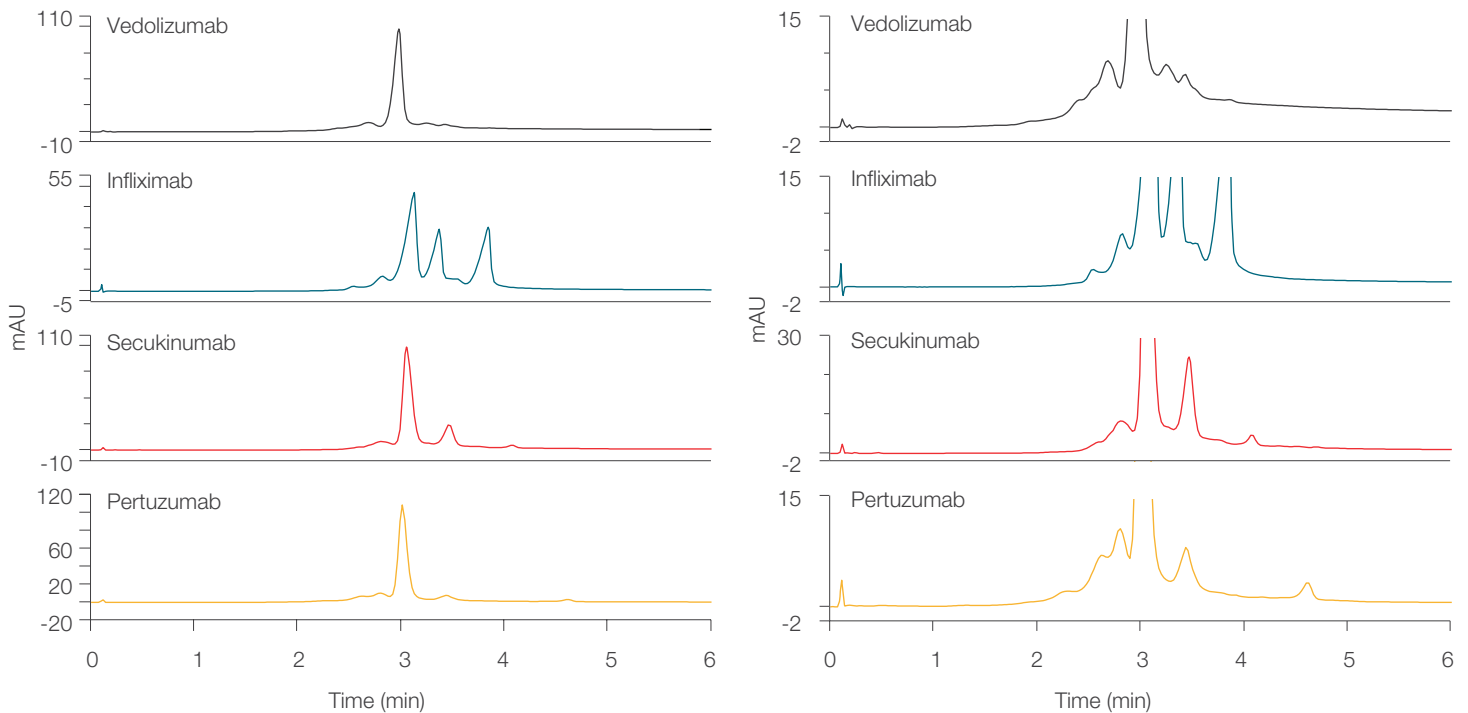 110
Vedolizumab
-10
55
Infliximab
-5
mAU
110
Secukinumab
-10
120
Pertuzumab
60
20
-20
0 1 2 3 4 5 6
Time (min)
15
Vedolizumab
-2
15
Infliximab
-2
mAU
30
Secukinumab
-2
15
Pertuzumab
-2
0 1 2 3 4 5 6
Time (min)